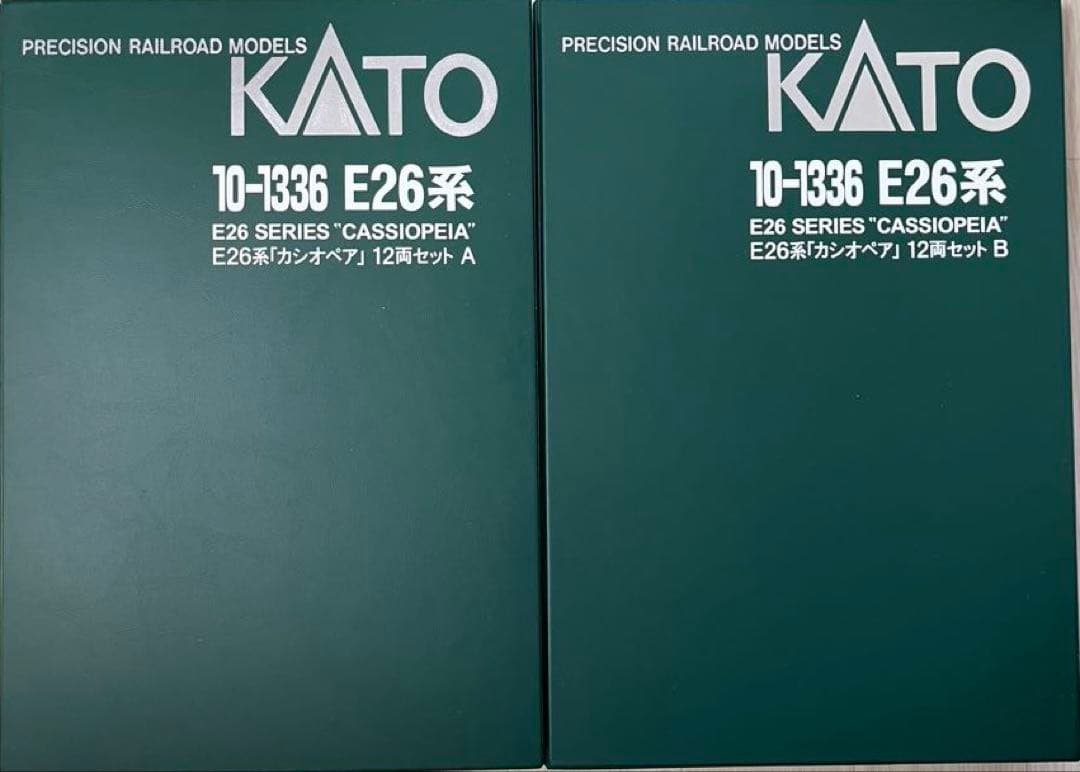 PRECISION RAILROAD MODELS
KATO
10-1336 E26系
E26 SERIES "CASSIOPEIA"
E26系「カシオペア」 12両セット A
PRECISION RAILROAD MODELS
KATO
10-1336 E26系
E26 SERIES "CASSIOPEIA"
E26系「カシオペア」 12両セット B